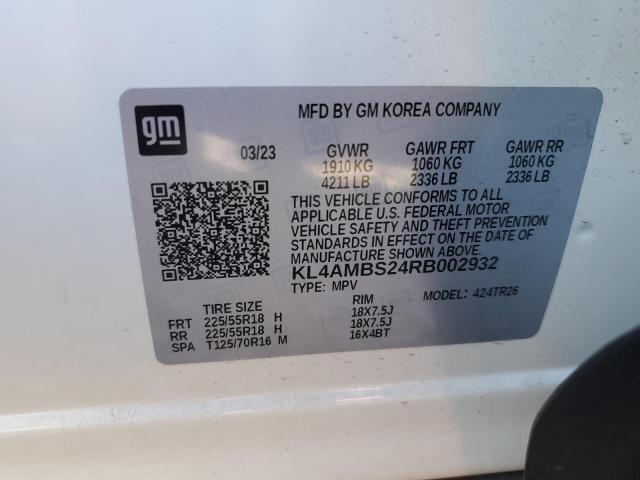 gm
MFD BY GM KOREA COMPANY
03/23 GVWR GAWR FRT GAWR RR
1910 KG 1060 KG 1060 KG
4211 LB 2336 LB 2336 LB
THIS VEHICLE CONFORMS TO ALL
APPLICABLE U.S. FEDERAL MOTOR
VEHICLE SAFETY AND THEFT PREVENTION
STANDARDS IN EFFECT ON THE DATE OF
MANUFACTURE SHOWN ABOVE.
KL4AMBS24RB002932
TYPE: MPV MODEL: 424TR26
TIRE SIZE RIM
FRT 225/55R18 H 18X7.5J
RR 225/55R18 H 18X7.5J
SPA T125/70R16 M 16X4BT